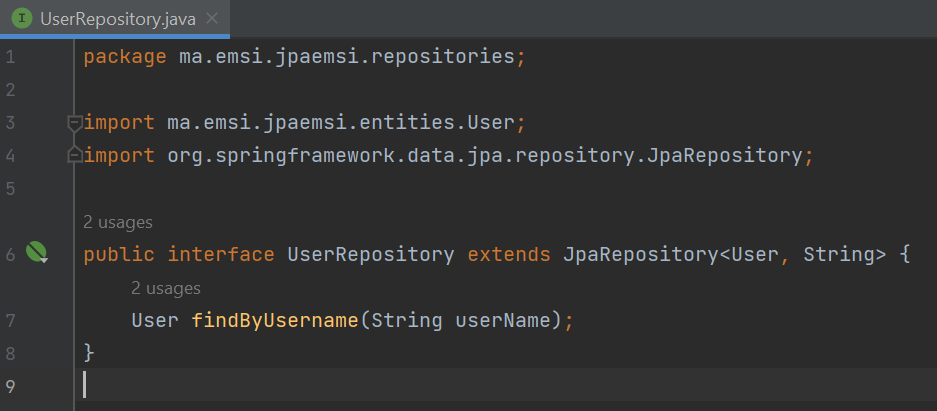 I UserRepository.java
1 package ma.emsi.jpaemsi.repositories;
2
3 import ma.emsi.jpaemsi.entities.User;
4 import org.springframework.data.jpa.repository.JpaRepository;
5
2 usages
6 public interface UserRepository extends JpaRepository<User, String> {
2 usages
7 User findByUsername(String userName);
8 }
9